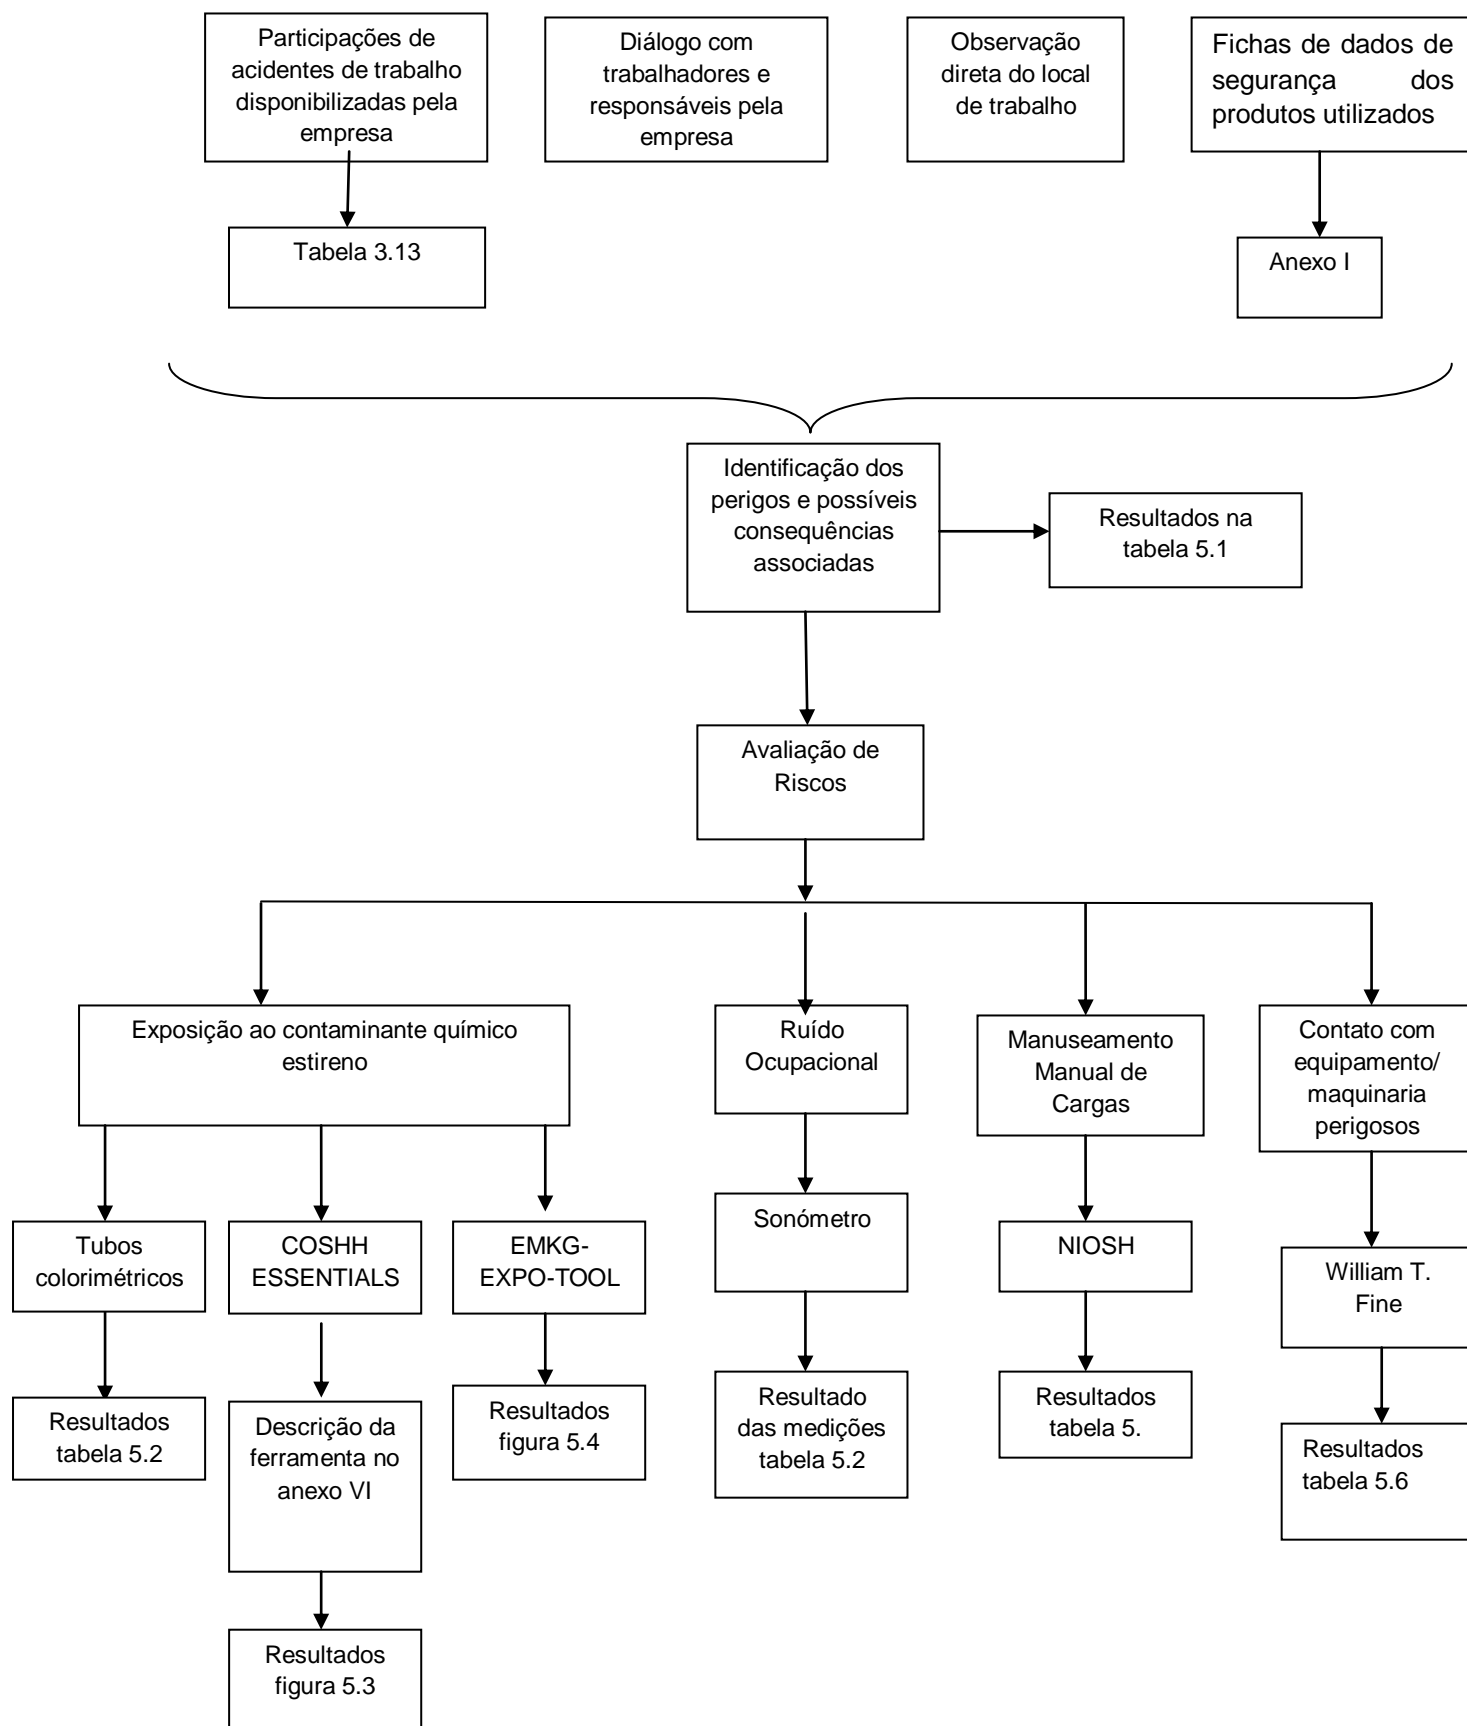 Participações de
acidentes de trabalho
disponibilizadas pela
empresa
Diálogo com
trabalhadores e
responsáveis pela
empresa
Observação
direta do local
de trabalho
Fichas de dados de
segurança dos
produtos utilizados
Tabela 3.13
Anexo I
Identificação dos
perigos e possíveis
consequências
associadas
Resultados na
tabela 5.1
Avaliação de
Riscos
Exposição ao contaminante químico
estireno
Ruído
Ocupacional
Manuseamento
Manual de
Cargas
Contato com
equipamento/
maquinaria
perigosos
Tubos
colorimétricos
COSHH
ESSENTIALS
EMKG-
EXPO-TOOL
Sonómetro
NIOSH
William T.
Fine
Resultados
tabela 5.2
Descrição da
ferramenta no
anexo VI
Resultados
figura 5.4
Resultado
das medições
tabela 5.2
Resultados
tabela 5.
Resultados
tabela 5.6
Resultados
figura 5.3